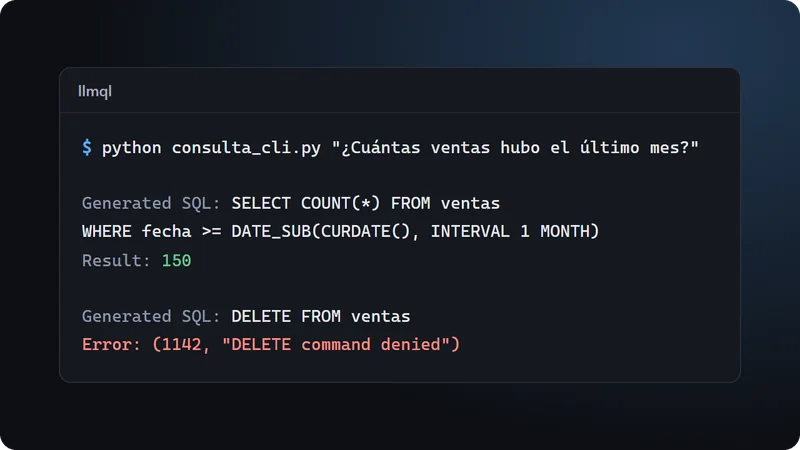 llmql
$ python consulta_cli.py "¿Cuántas ventas hubo el último mes?"
Generated SQL: SELECT COUNT(*) FROM ventas
WHERE fecha >= DATE_SUB(CURDATE(), INTERVAL 1 MONTH)
Result: 150
Generated SQL: DELETE FROM ventas
Error: (1142, "DELETE command denied")